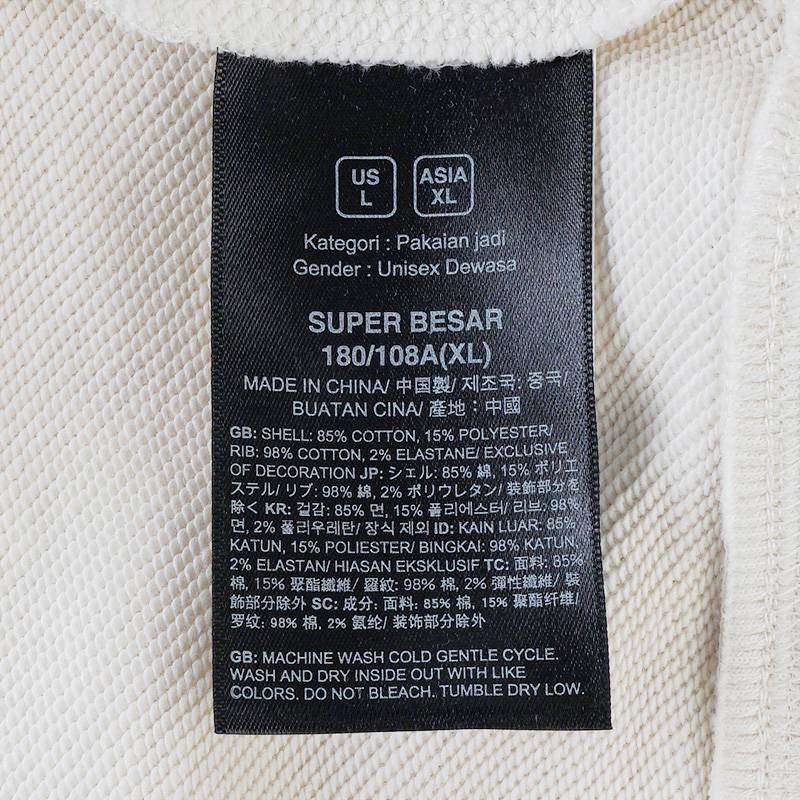 US
L
ASIA
XL
Kategori : Pakaian jadi
Gender : Unisex Dewasa
SUPER BESAR
180/108A(XL)
MADE IN CHINA/ 中国製/ 제조국: 중국/
BUATAN CINA/ 產地：中國
GB: SHELL: 85% COTTON, 15% POLYESTER/
RIB: 98% COTTON, 2% ELASTANE/ EXCLUSIVE
OF DECORATION JP: シェル: 85% 綿, 15% ポリエ
ステル/ リブ: 98% 綿, 2% ポリウレタン/ 装飾部分を
除く KR: 겉감: 85% 면, 15% 폴리에스터/ 리브: 98%
면, 2% 폴리우레탄/ 장식 제외 ID: KAIN LUAR: 85%
KATUN, 15% POLIESTER/ BINGKAI: 98% KATUN,
2% ELASTAN/ HIASAN EKSKLUSIF TC: 面料: 85%
棉, 15% 聚酯纖維/ 羅紋: 98% 棉, 2% 彈性纖維/ 裝
飾部分除外 SC: 成分: 面料: 85% 棉, 15% 聚酯纤维/
罗纹: 98% 棉, 2% 氨纶/ 装饰部分除外
GB: MACHINE WASH COLD GENTLE CYCLE.
WASH AND DRY INSIDE OUT WITH LIKE
COLORS. DO NOT BLEACH. TUMBLE DRY LOW.